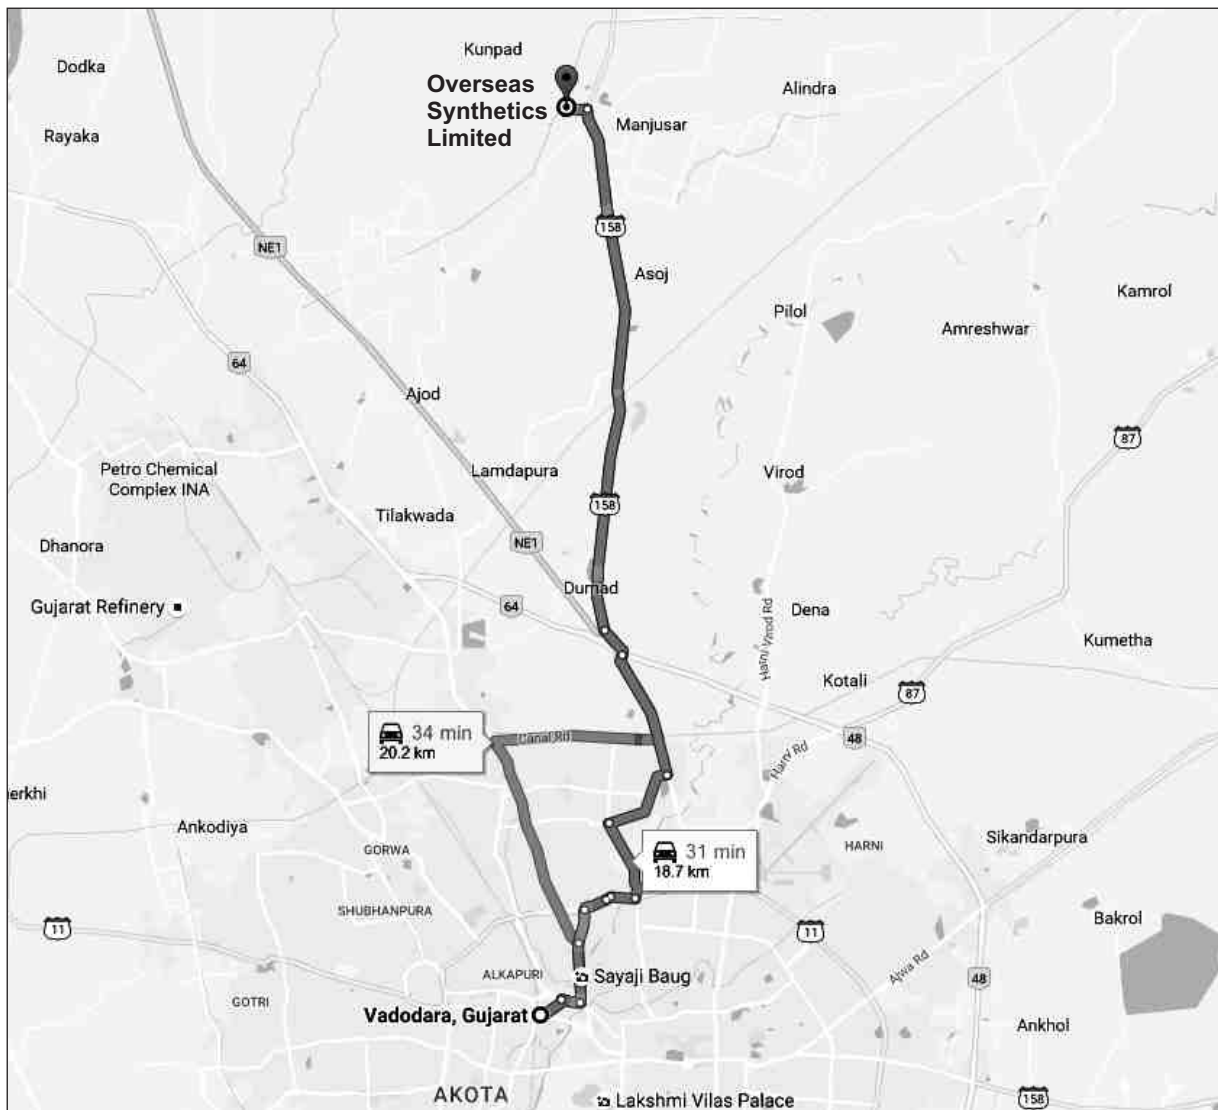 Kunpad
Dodka
Overseas
Synthetics
Limited
Alindra
Rayaka
Manjusar
158
NE1
Asoj
Kamrol
Pilol
Amreshwar
64
Ajod
87
Petro Chemical
Complex INA
Lamdapura
Virod
158
Tilakwada
NE1
Dhanora
Dumad
Gujarat Refinery
64
Dena
Harni-Virod Rd
Kumetha
Kotali
87
34 min
20.2 km
Canal Rd
48
Harni Rd
erkhi
Ankodiya
GORWA
31 min
18.7 km
HARNI
Sikandarpura
SHUBHANPURA
11
11
Bakrol
Ajwa Rd
ALKAPURI
Sayaji Baug
48
GOTRI
Vadodara, Gujarat
Ankhol
AKOTA
Lakshmi Vilas Palace
158